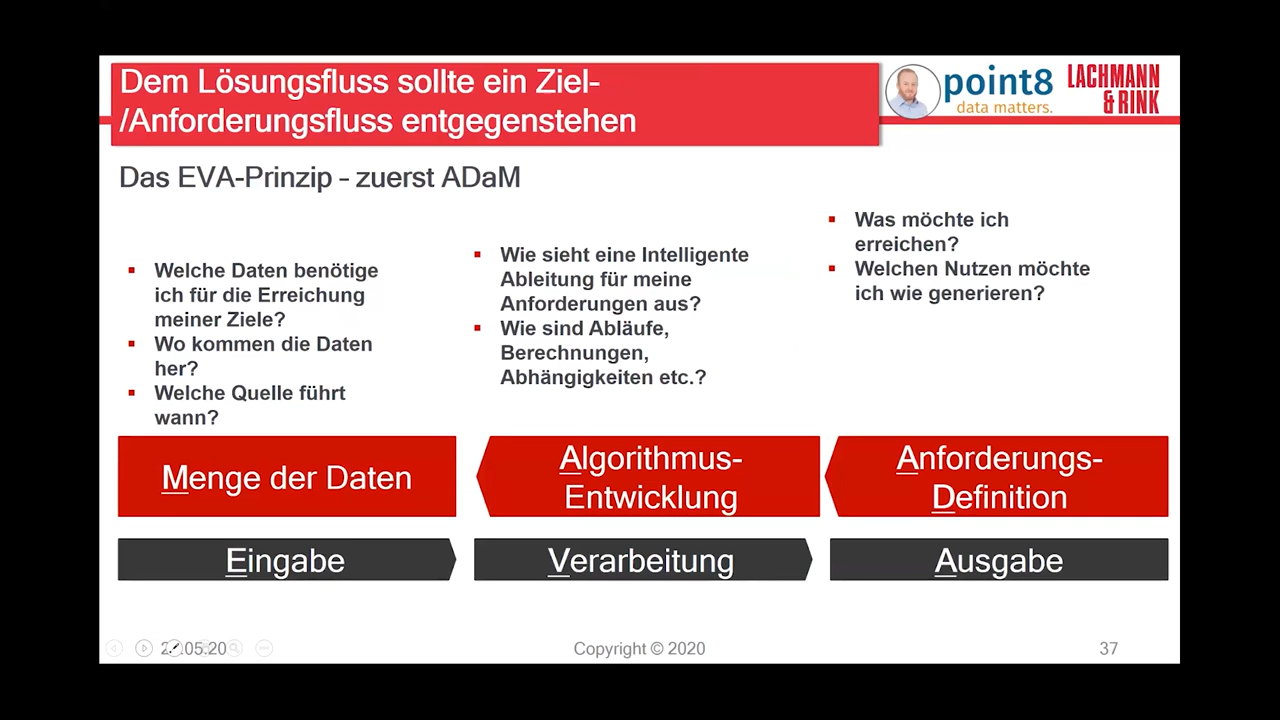 Dem Lösungsfluss sollte ein Ziel-
/Anforderungsfluss entgegenstehen
point8
data matters.
LACHMANN
& RINK
Das EVA-Prinzip – zuerst ADaM
Welche Daten benötige
ich für die Erreichung
meiner Ziele?
Wo kommen die Daten
her?
Welche Quelle führt
wann?
Wie sieht eine Intelligente
Ableitung für meine
Anforderungen aus?
Wie sind Abläufe,
Berechnungen,
Abhängigkeiten etc.?
Was möchte ich
erreichen?
Welchen Nutzen möchte
ich wie generieren?
Menge der Daten
Algorithmus-
Entwicklung
Anforderungs-
Definition
Eingabe
Verarbeitung
Ausgabe
Copyright © 2020
37